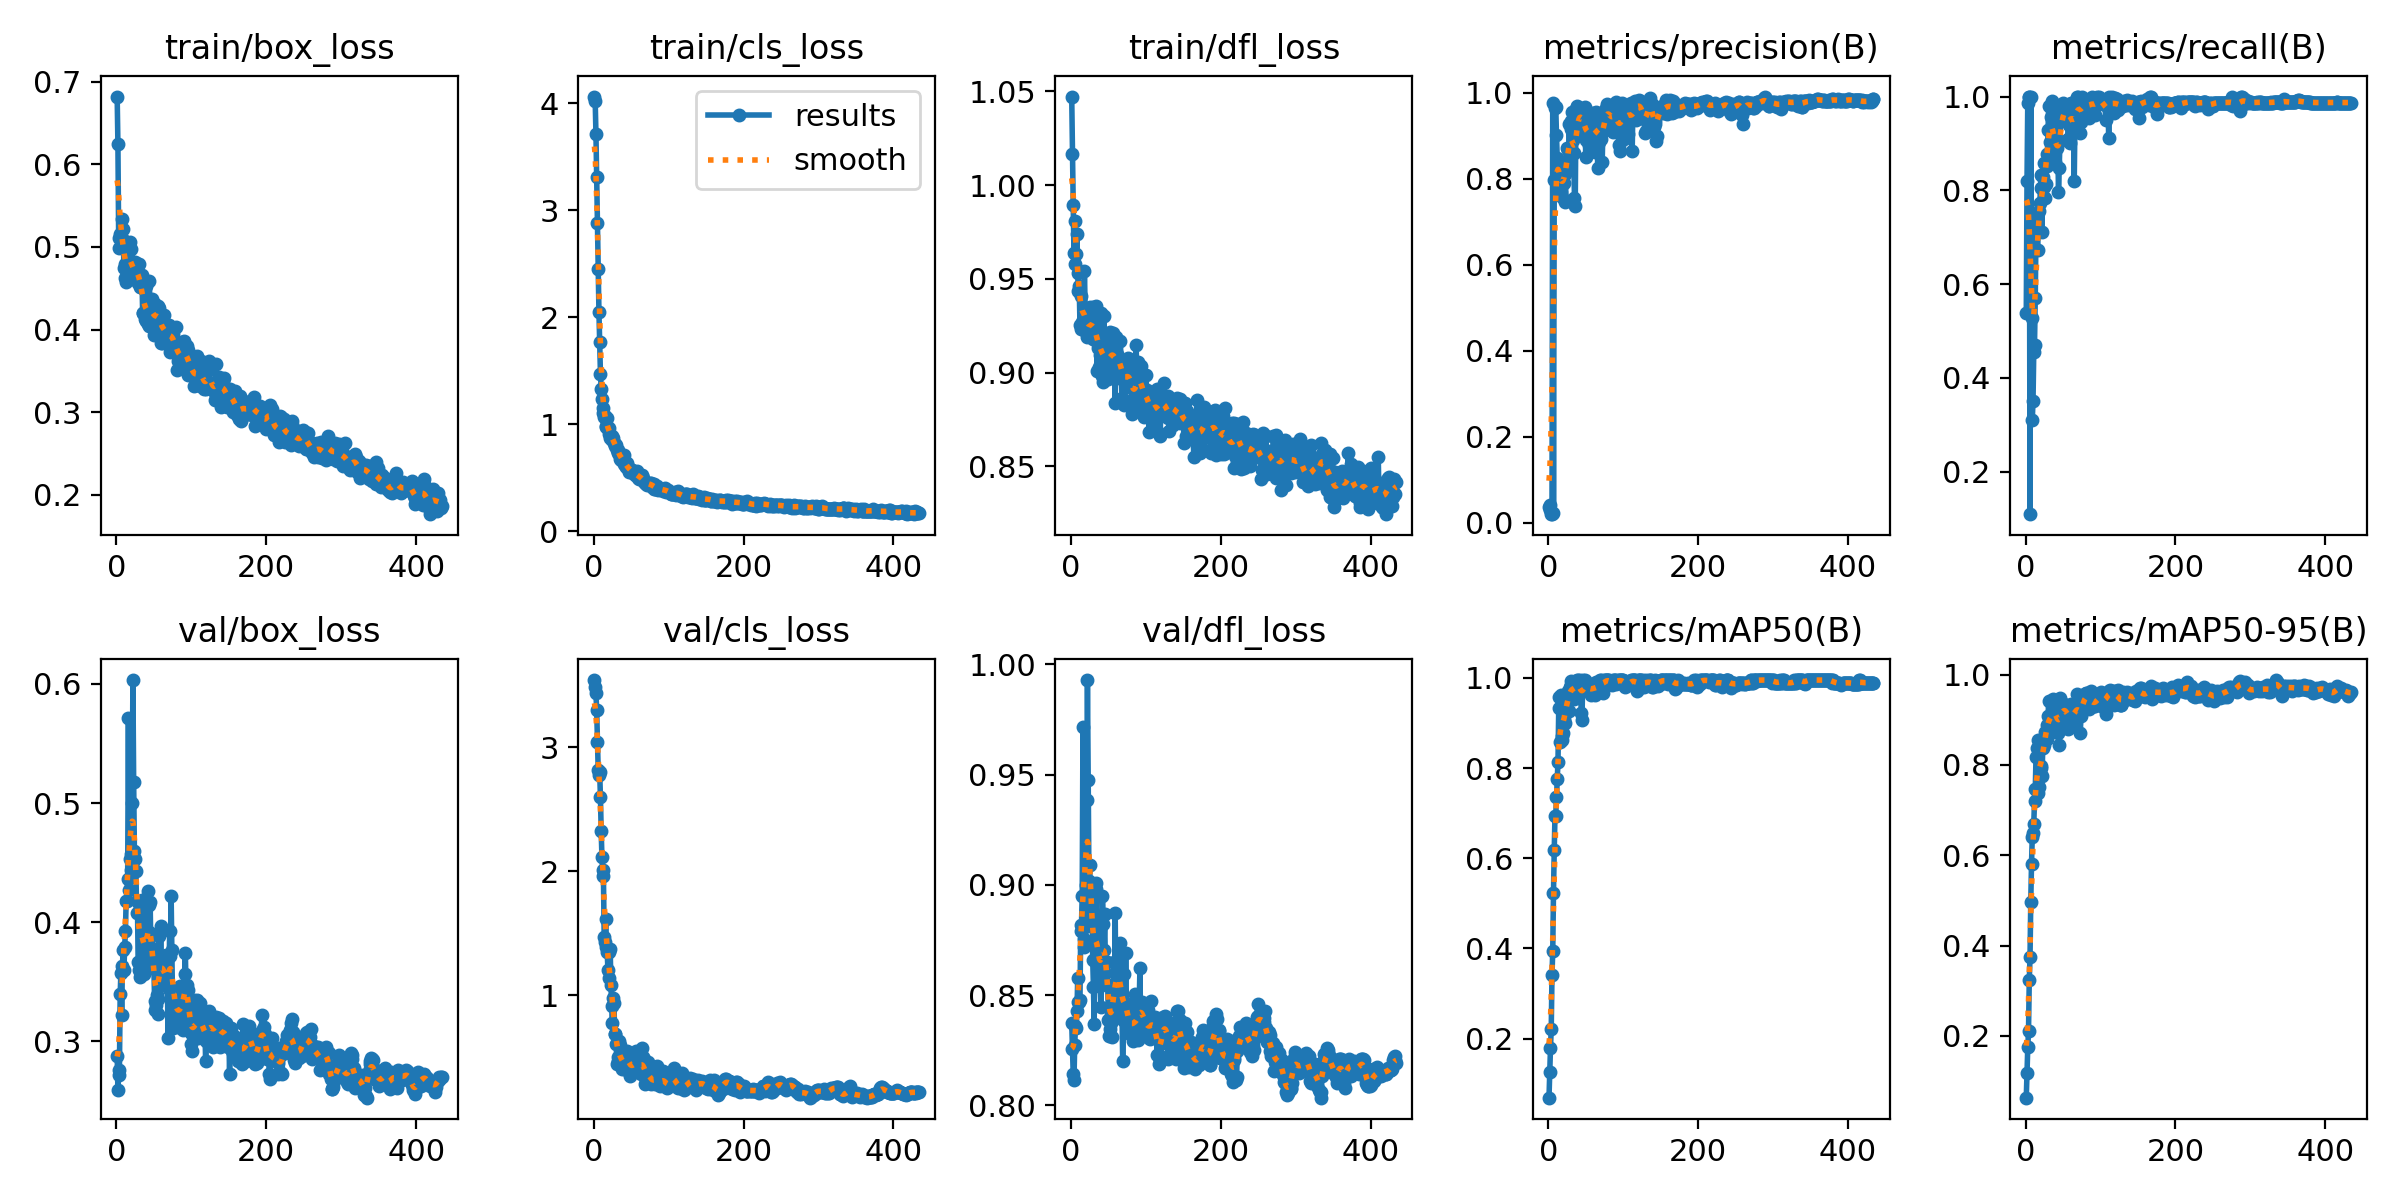 train/box_loss
0.7
0.6
0.5
0.4
0.3
0.2
0 200 400
train/cls_loss
results
smooth
4
3
2
1
0
0 200 400
train/dfl_loss
1.05
1.00
0.95
0.90
0.85
0 200 400
metrics/precision(B)
1.0
0.8
0.6
0.4
0.2
0.0
0 200 400
metrics/recall(B)
1.0
0.8
0.6
0.4
0.2
0 200 400
val/box_loss
0.6
0.5
0.4
0.3
0 200 400
val/cls_loss
3
2
1
0 200 400
val/dfl_loss
1.00
0.95
0.90
0.85
0.80
0 200 400
metrics/mAP50(B)
1.0
0.8
0.6
0.4
0.2
0 200 400
metrics/mAP50-95(B)
1.0
0.8
0.6
0.4
0.2
0 200 400